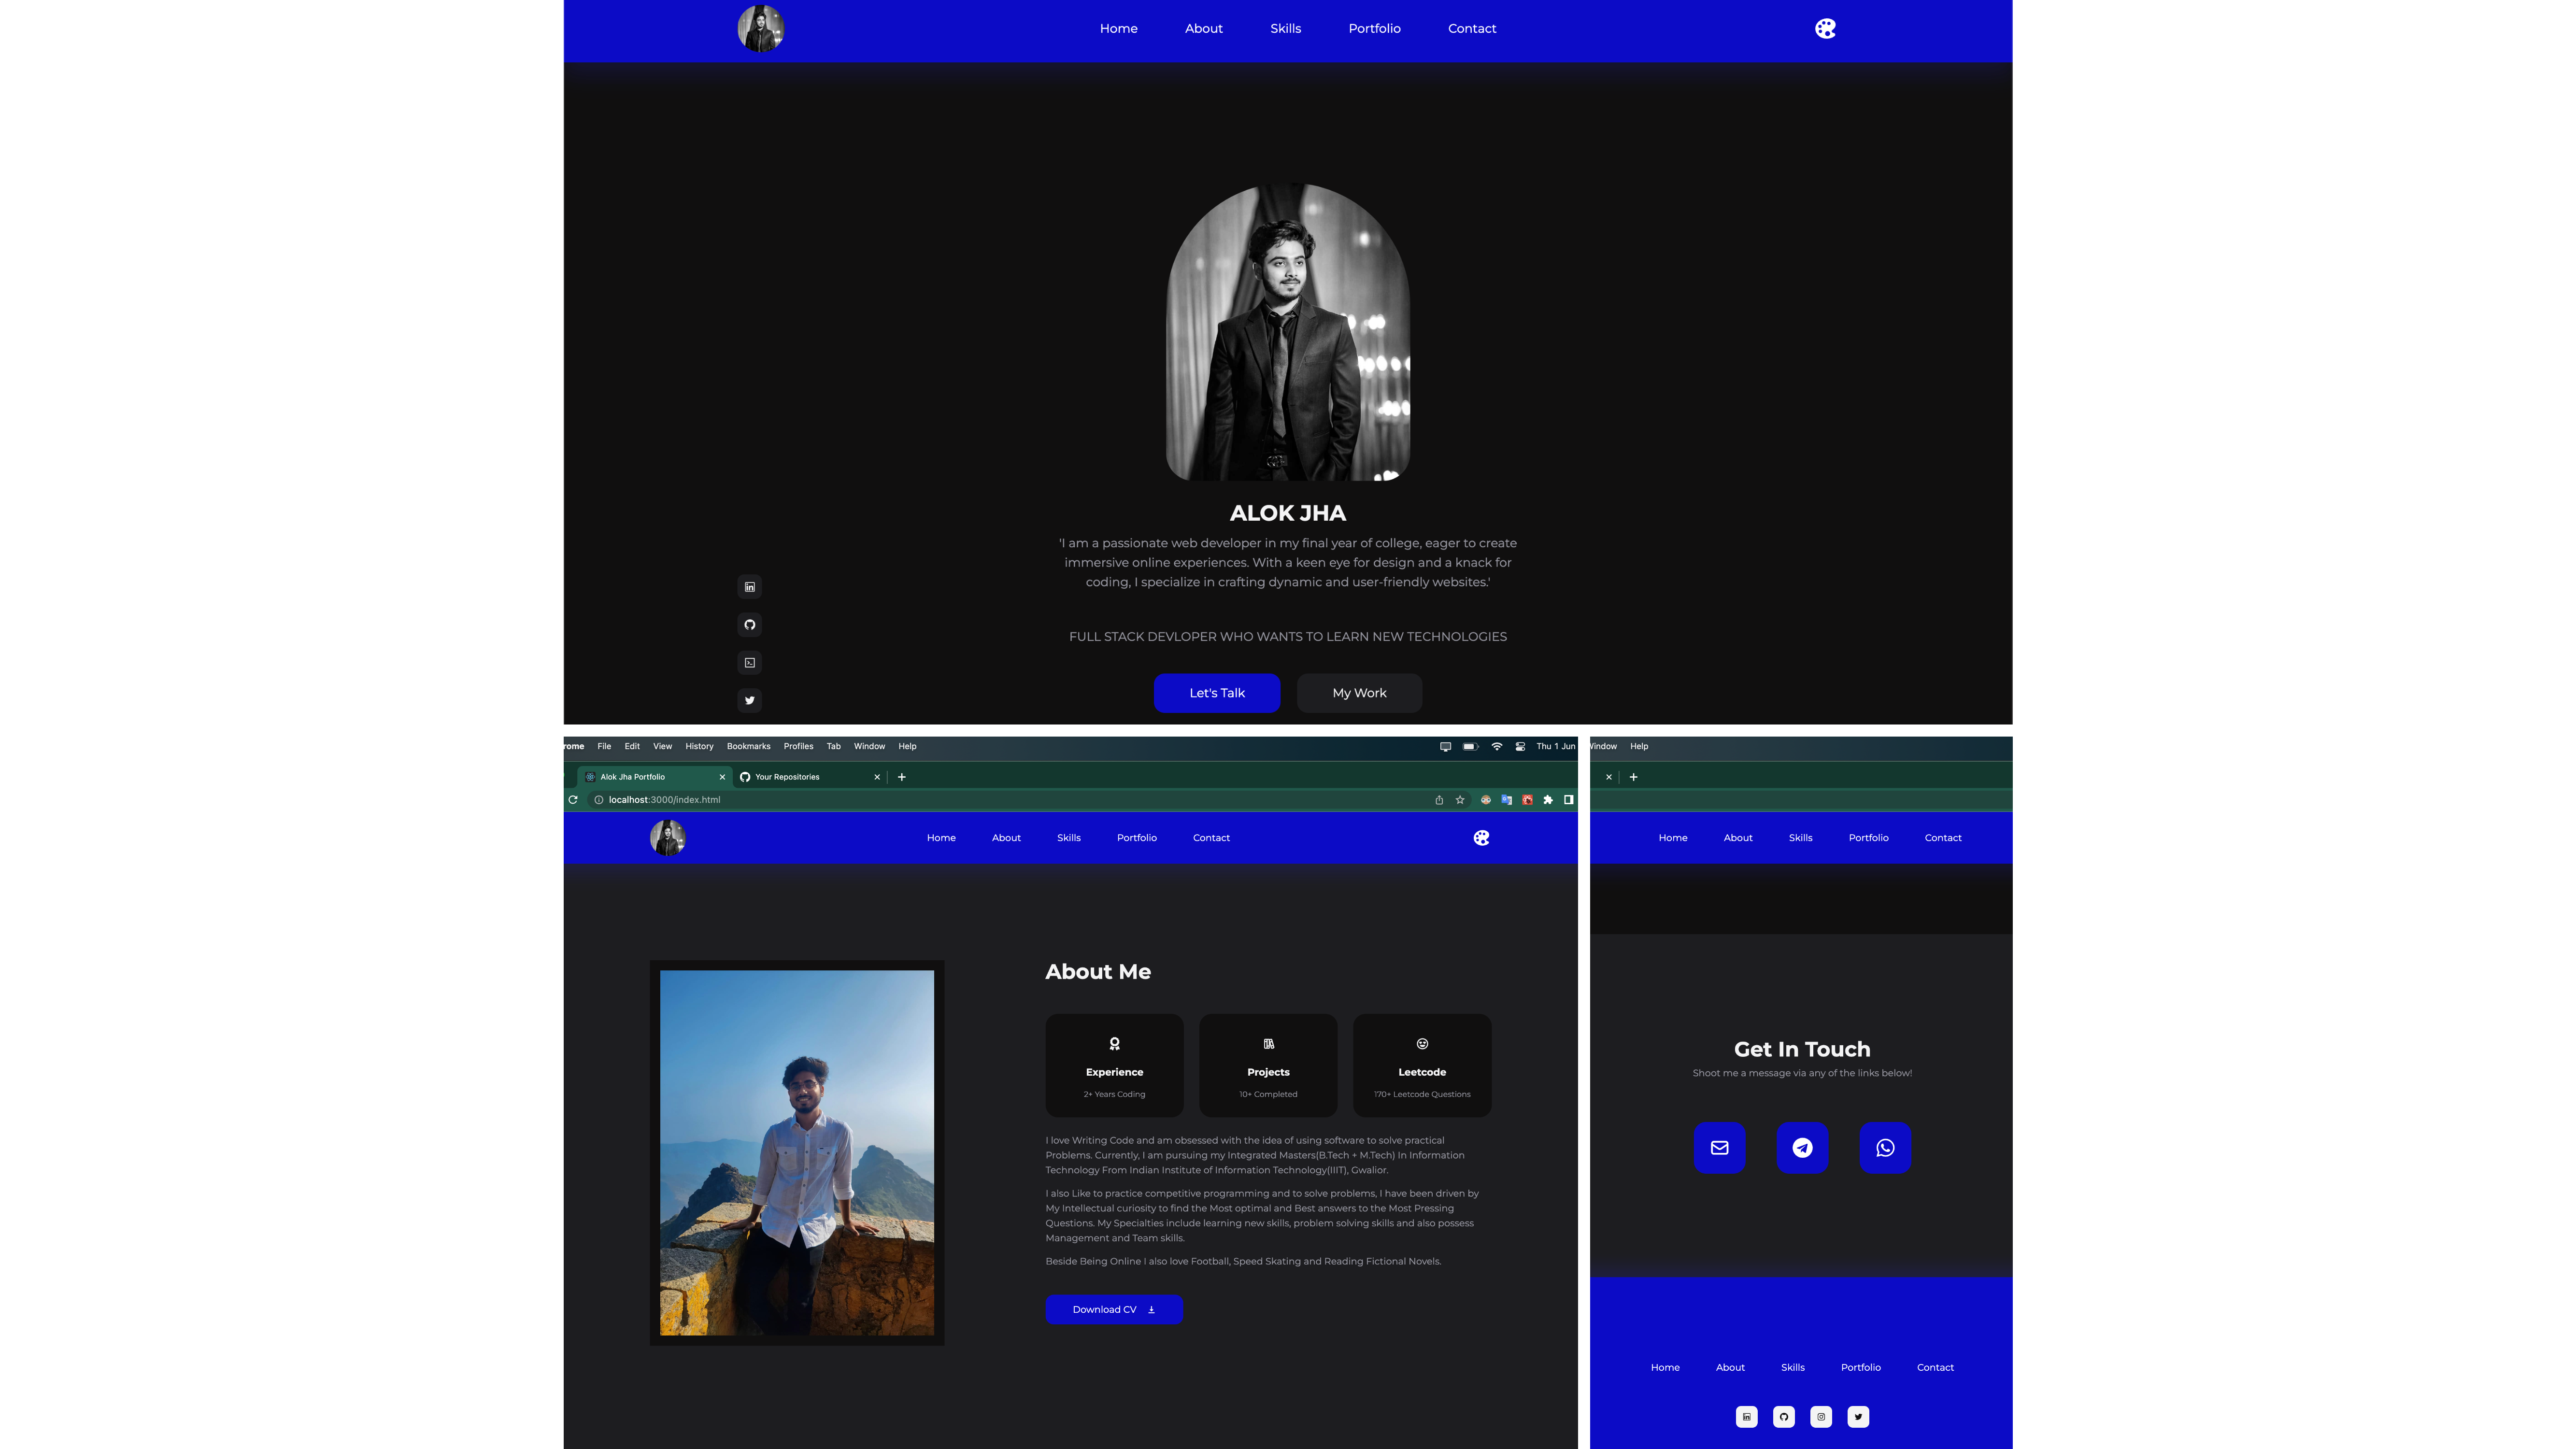 Home About Skills Portfolio Contact
ALOK JHA
'I am a passionate web developer in my final year of college, eager to create
immersive online experiences. With a keen eye for design and a knack for
coding, I specialize in crafting dynamic and user-friendly websites.'
FULL STACK DEVLOPER WHO WANTS TO LEARN NEW TECHNOLOGIES
Let's Talk My Work
rome File Edit View History Bookmarks Profiles Tab Window Help Thu 1 Jun
Alok Jha Portfolio Your Repositories
localhost:3000/index.html
Home About Skills Portfolio Contact
About Me
Experience Projects Leetcode
2+ Years Coding 10+ Completed 170+ Leetcode Questions
I love Writing Code and am obsessed with the idea of using software to solve practical
Problems. Currently, I am pursuing my Integrated Masters(B.Tech + M.Tech) In Information
Technology From Indian Institute of Information Technology(IIIT), Gwalior.
I also Like to practice competitive programming and to solve problems, I have been driven by
My Intellectual curiosity to find the Most optimal and Best answers to the Most Pressing
Questions. My Specialties include learning new skills, problem solving skills and also possess
Management and Team skills.
Beside Being Online I also love Football, Speed Skating and Reading Fictional Novels.
Download CV
Window Help
Home About Skills Portfolio Contact
Get In Touch
Shoot me a message via any of the links below!
Home About Skills Portfolio Contact